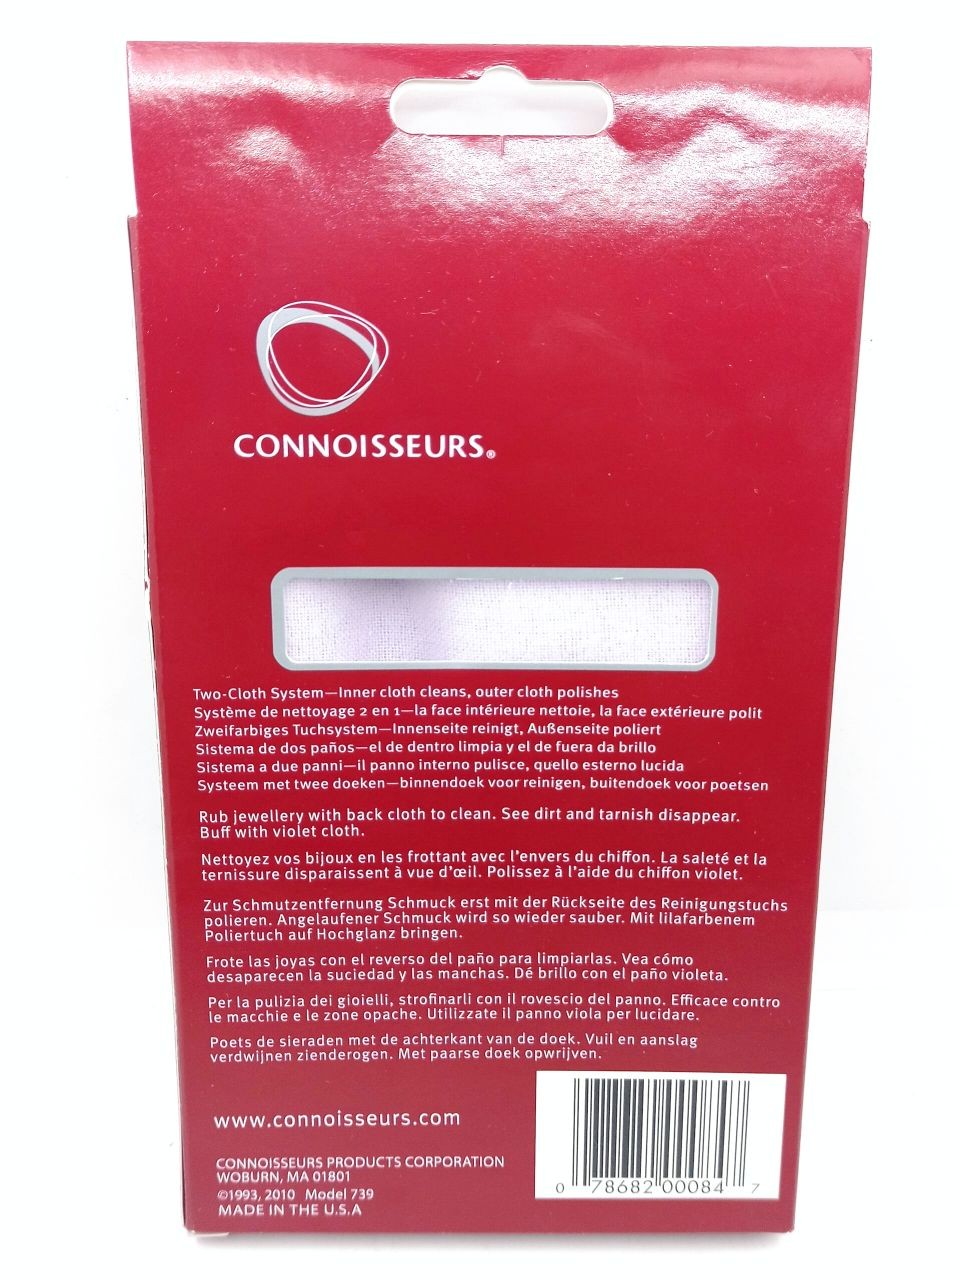 CONNOISSEURS®
Two-Cloth System—Inner cloth cleans, outer cloth polishes
Système de nettoyage 2 en 1—la face intérieure nettoie, la face extérieure polit
Zweifarbiges Tuchsystem—Innenseite reinigt, Außenseite poliert
Sistema de dos paños—el de dentro limpia y el de fuera da brillo
Sistema a due panni—il panno interno pulisce, quello esterno lucida
Systeem met twee doeken—binnendoek voor reinigen, buitendoek voor poetsen
Rub jewellery with back cloth to clean. See dirt and tarnish disappear.
Buff with violet cloth.
Nettoyez vos bijoux en les frottant avec l'envers du chiffon. La saleté et la
ternissure disparaissent à vue d'œil. Polissez à l'aide du chiffon violet.
Zur Schmutzentfernung Schmuck erst mit der Rückseite des Reinigungstuchs
polieren. Angelaufener Schmuck wird so wieder sauber. Mit lilafarbenem
Poliertuch auf Hochglanz bringen.
Frote las joyas con el reverso del paño para limpiarlas. Vea cómo
desaparecen la suciedad y las manchas. Dé brillo con el paño violeta.
Per la pulizia dei gioielli, strofinarli con il rovescio del panno. Efficace contro
le macchie e le zone opache. Utilizzate il panno viola per lucidare.
Poets de sieraden met de achterkant van de doek. Vuil en aanslag
verdwijnen zienderogen. Met paarse doek opwrijven.
www.connoisseurs.com
CONNOISSEURS PRODUCTS CORPORATION
WOBURN, MA 01801
©1993, 2010 Model 739
MADE IN THE U.S.A
0 78682 00084 7